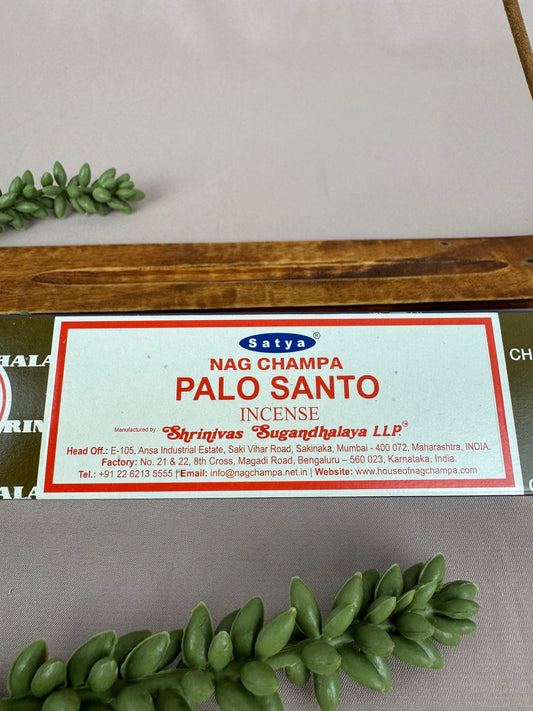 Satya®
NAG CHAMPA
PALO SANTO
INCENSE
Manufactured by : Shrinivas Sugandhalaya LLP.™
Head Off.: E-105, Ansa Industrial Estate, Saki Vihar Road, Sakinaka, Mumbai - 400 072, Maharashtra, INDIA.
Factory: No. 21 & 22, 8th Cross, Magadi Road, Bengaluru – 560 023, Karnataka, India.
Tel.: +91 22 6213 5555 | Email: info@nagchampa.net.in | Website: www.houseofnagchampa.com